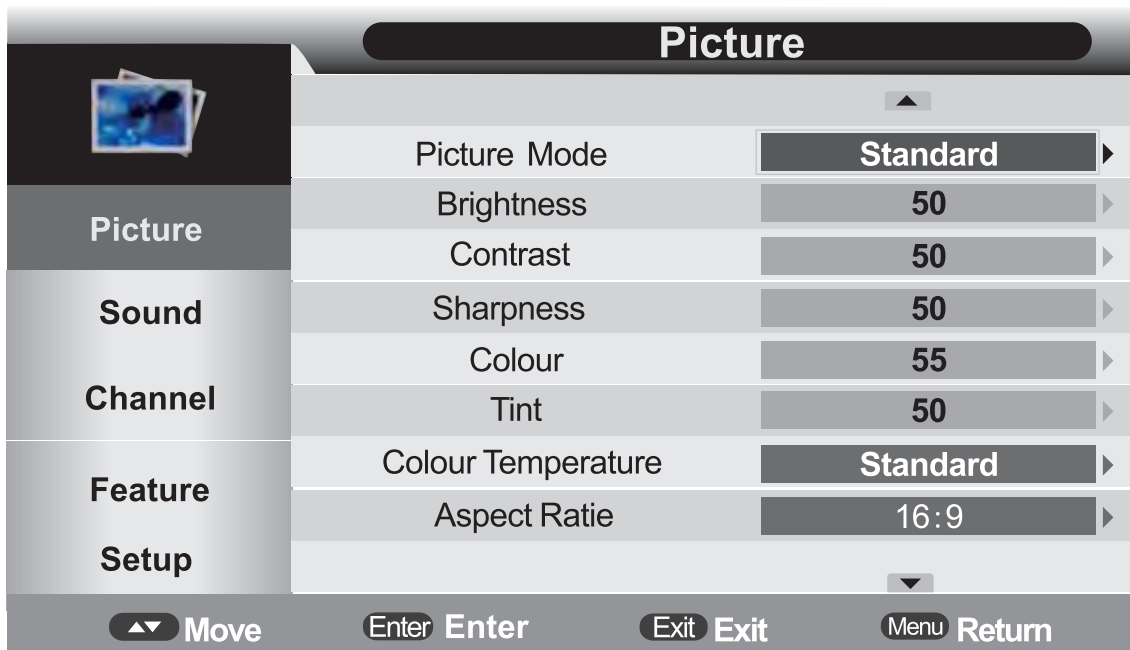 Picture
Picture Mode Standard
Brightness 50
Contrast 50
Sharpness 50
Colour 55
Tint 50
Colour Temperature Standard
Aspect Ratie 16:9
Picture
Sound
Channel
Feature
Setup
Move Enter Enter Exit Exit Menu Return